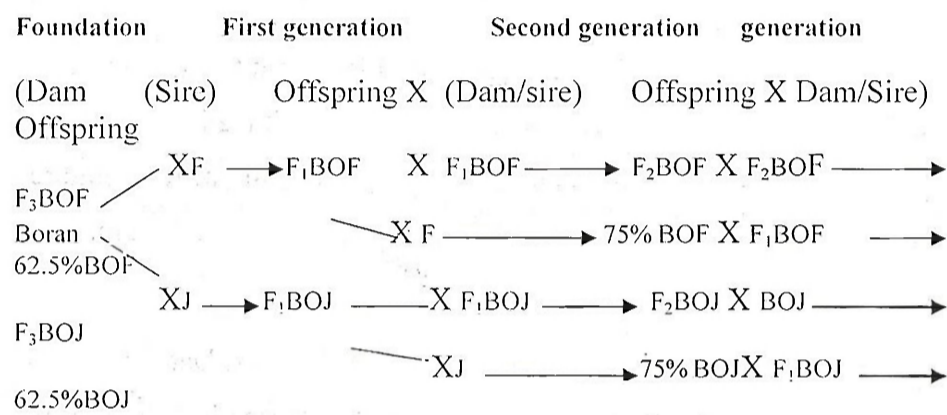 Foundation First generation Second generation generation
(Dam (Sire) Offspring X (Dam/sire) Offspring X Dam/Sire)
Offspring
XF F₁BOF X F₁BOF F₂BOF X F₂BOF
F₃BOF
Boran X F 75% BOF X F₁BOF
62.5%BOF
XJ F₁BOJ X F₁BOJ F₂BOJ X BOJ
F₃BOJ
XJ 75% BOJX F₁BOJ
62.5%BOJ